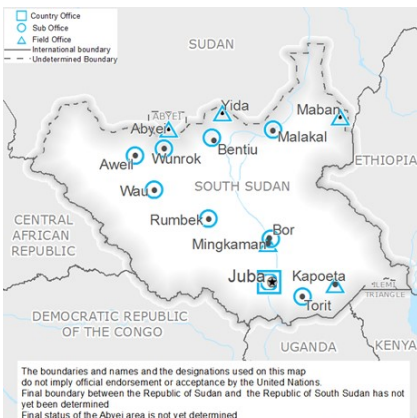 Country Office
Sub Office
Field Office
International boundary
Undetermined Boundary
SUDAN
Yida
Maban
ABYEI
Abyei
Malakal
Bentiu
Wunrok
Aweil
ETHIOPIA
Wau
SOUTH SUDAN
Rumbek
CENTRAL
AFRICAN
REPUBLIC
Bor
Mingkaman
Juba
Kapoeta
ILEMI
TRIANGLE
Torit
DEMOCRATIC REPUBLIC
OF THE CONGO
UGANDA
KENYA
The boundaries and names and the designations used on this map
do not imply official endorsement or acceptance by the United Nations.
Final boundary between the Republic of Sudan and the Republic of South Sudan has not
yet been determined
Final status of the Abyei area is not yet determined